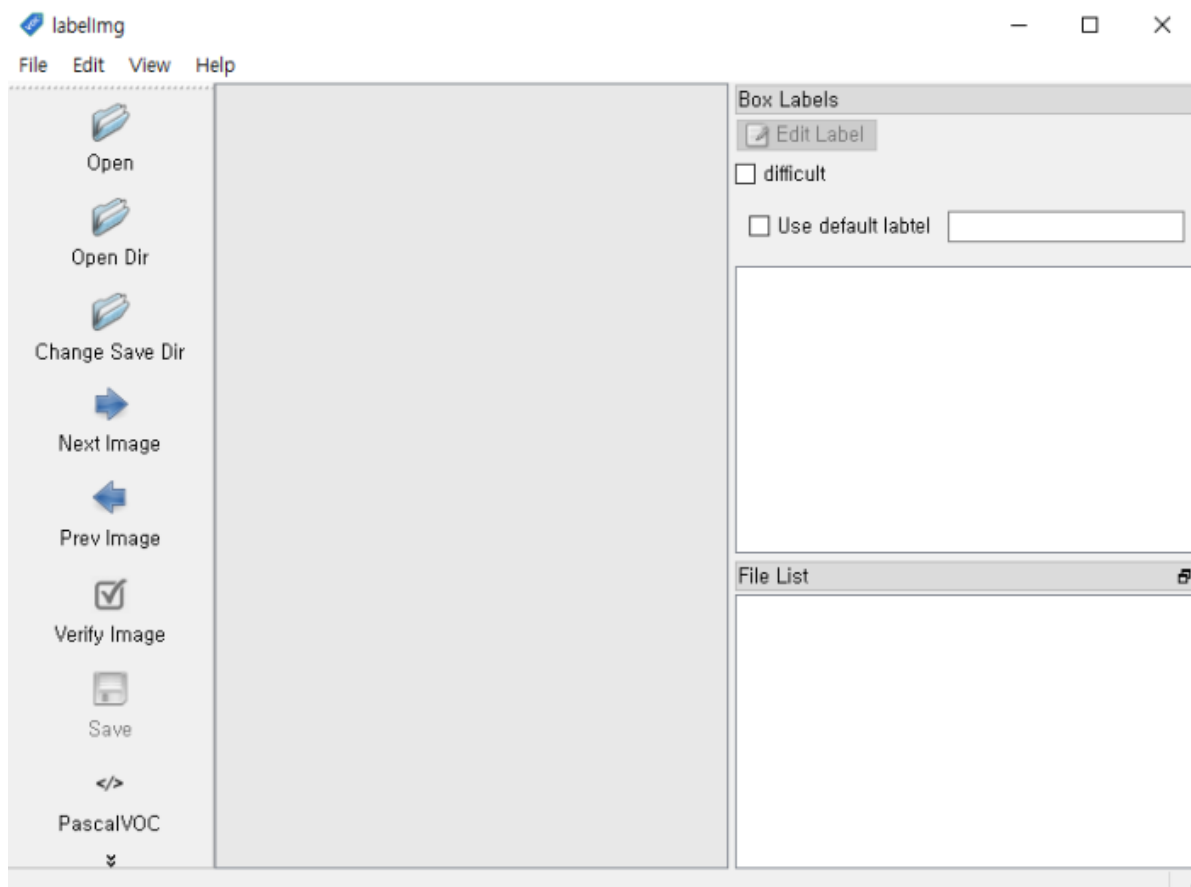 labelImg
File Edit View Help
Open
Open Dir
Change Save Dir
Next Image
Prev Image
Verify Image
Save
</>
PascalVOC
Box Labels
Edit Label
difficult
Use default labtel
File List